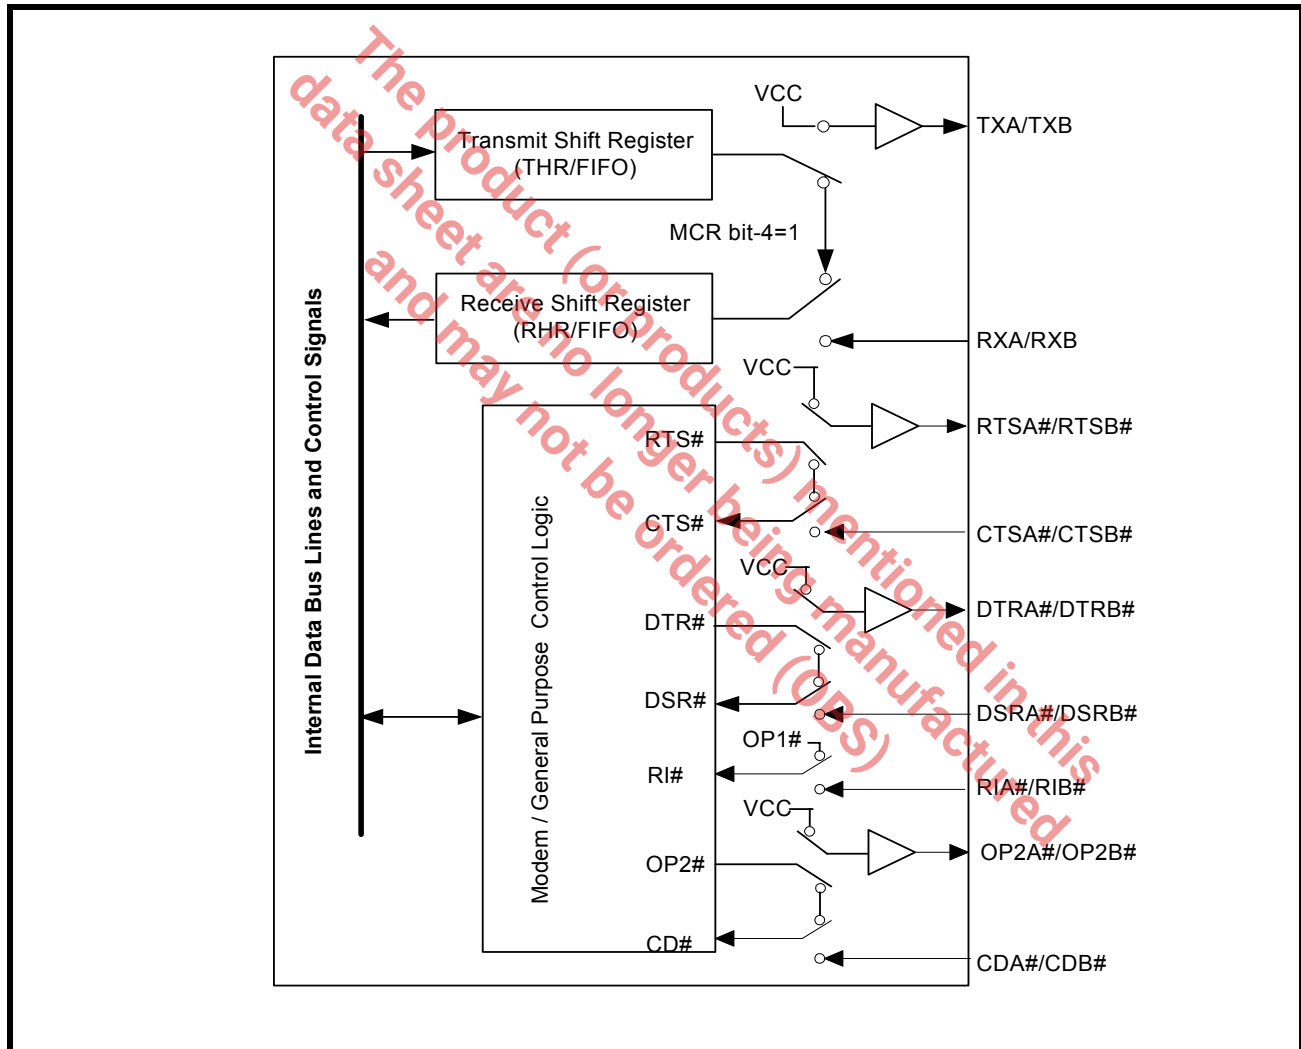 VCC
TXA/TXB
Transmit Shift Register
(THR/FIFO)
MCR bit-4=1
Receive Shift Register
(RHR/FIFO)
RXA/RXB
VCC
RTSA#/RTSB#
RTS#
CTS#
CTSA#/CTSB#
VCC
DTRA#/DTRB#
DTR#
DSR#
DSRA#/DSRB#
OP1#
RI#
RIA#/RIB#
VCC
OP2A#/OP2B#
OP2#
CD#
CDA#/CDB#
Internal Data Bus Lines and Control Signals
Modem / General Purpose Control Logic
The product (or products) mentioned in this
data sheet are no longer being manufactured
and may not be ordered (OBS)